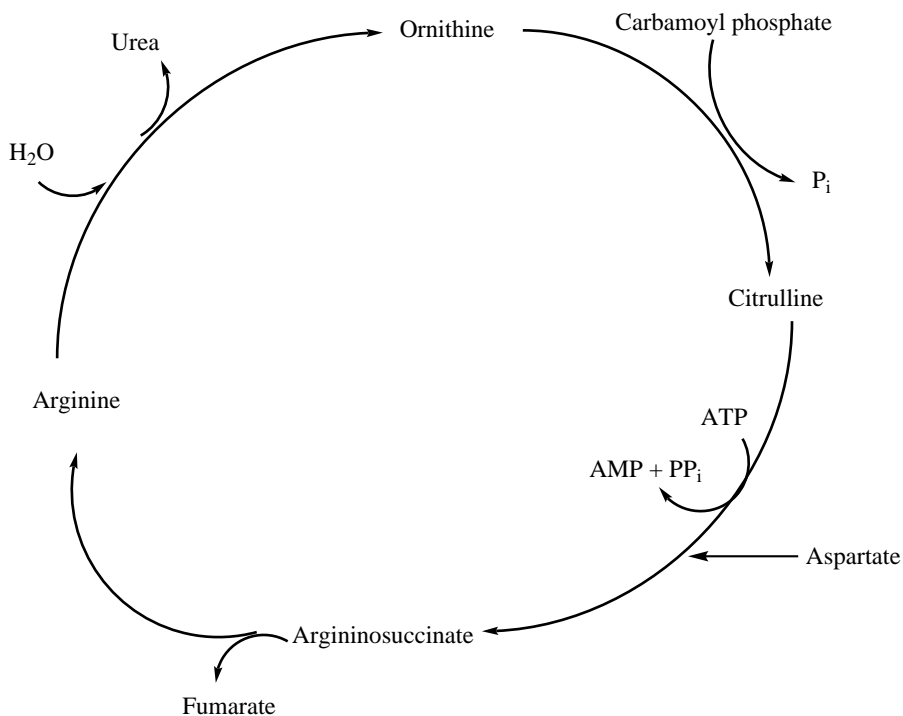 Carbamoyl phosphate
Ornithine
Urea
H₂O
Pᵢ
Citrulline
Arginine
ATP
AMP + PPᵢ
Aspartate
Argininosuccinate
Fumarate